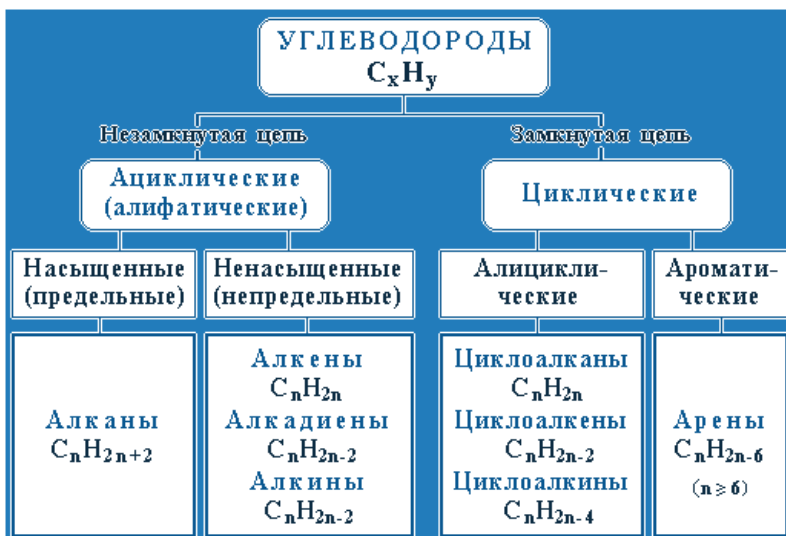 УГЛЕВОДОРОДЫ
CxHy
Незамкнутая цепь
Замкнутая цепь
Ациклические
(алифатические)
Циклические
Насыщенные
(предельные)
Ненасыщенные
(непредельные)
Алицикли-
ческие
Аромати-
ческие
Алканы
CnH2n+2
Алкены
CnH2n
Алкадиены
CnH2n-2
Алкины
CnH2n-2
Циклоалканы
CnH2n
Циклоалкены
CnH2n-2
Циклоалкины
CnH2n-4
Арены
CnH2n-6
(n ⩾ 6)